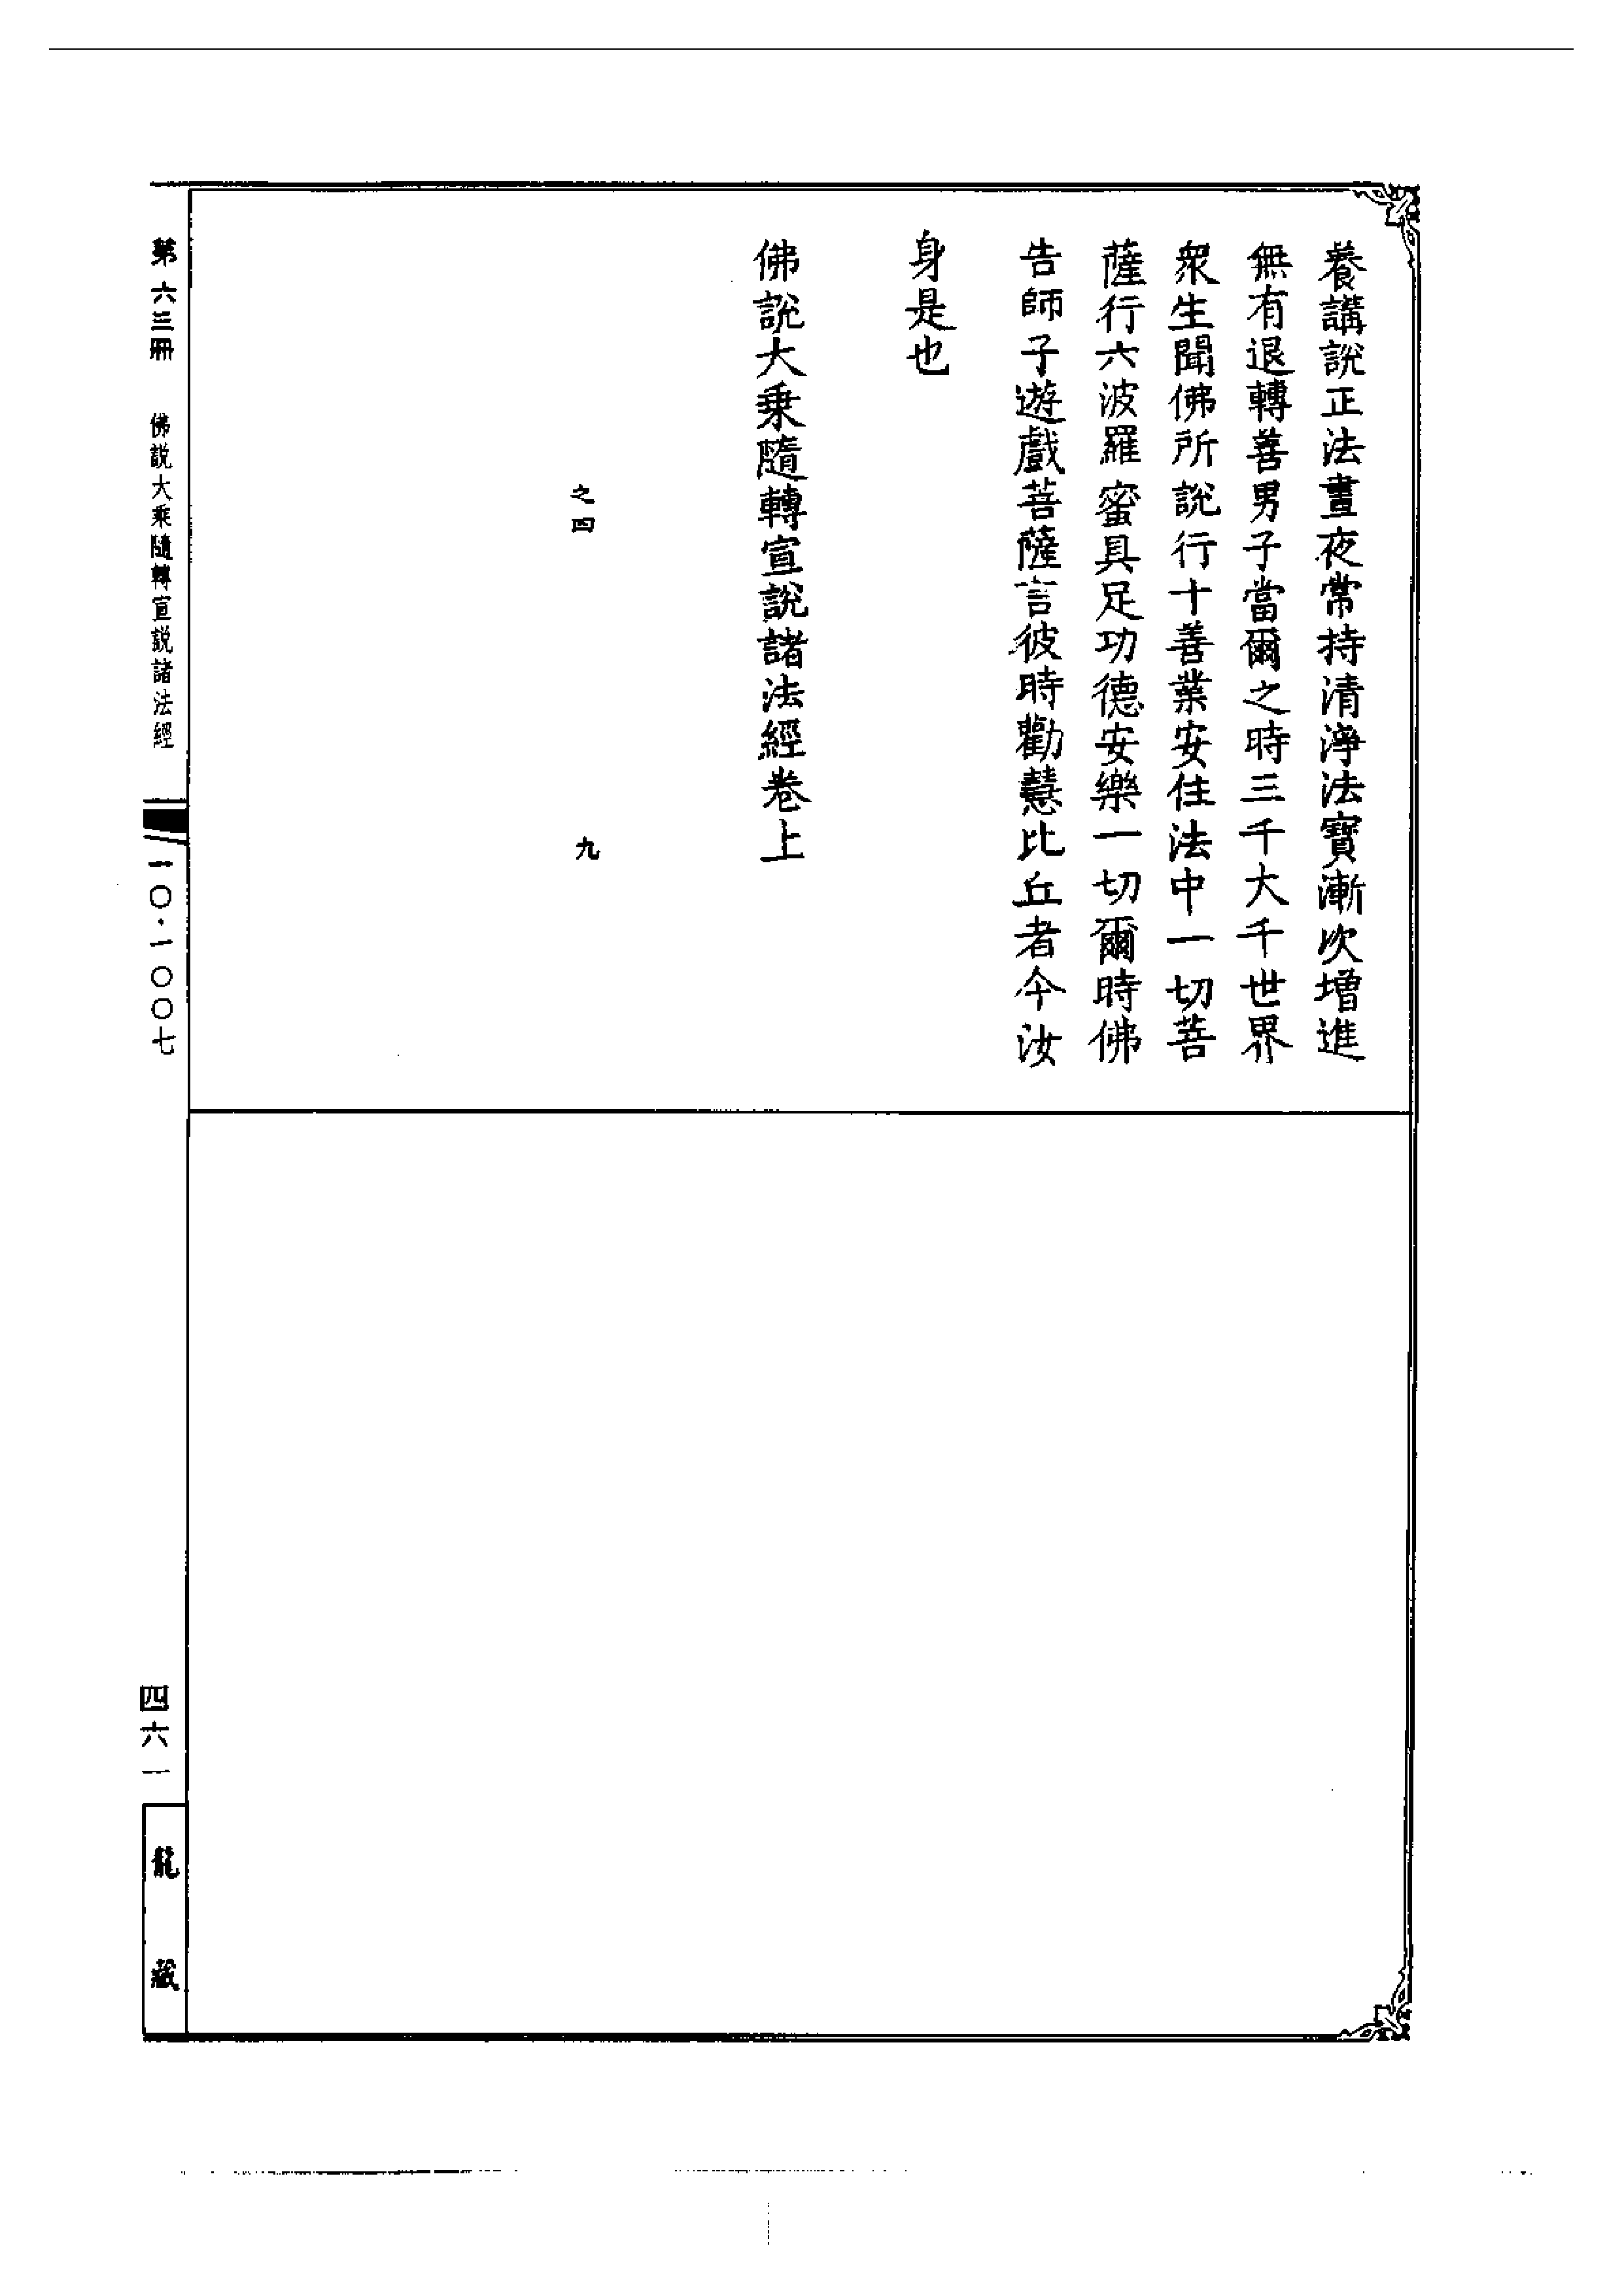 養講說正法晝夜常持清淨法寶漸次增進
無有退轉善男子當爾之時三千大千世界
衆生聞佛所說行十善業安住法中一切菩
薩行六波羅蜜具足功德安樂一切爾時佛
告師子遊戲菩薩言彼時勸慧比丘者今汝
身是也
佛說大乗隨轉宣說諸法經卷上
之四 九
第六三冊 佛説大乘隨轉宣説諸法經 一〇·一〇〇七 四六一
龍藏